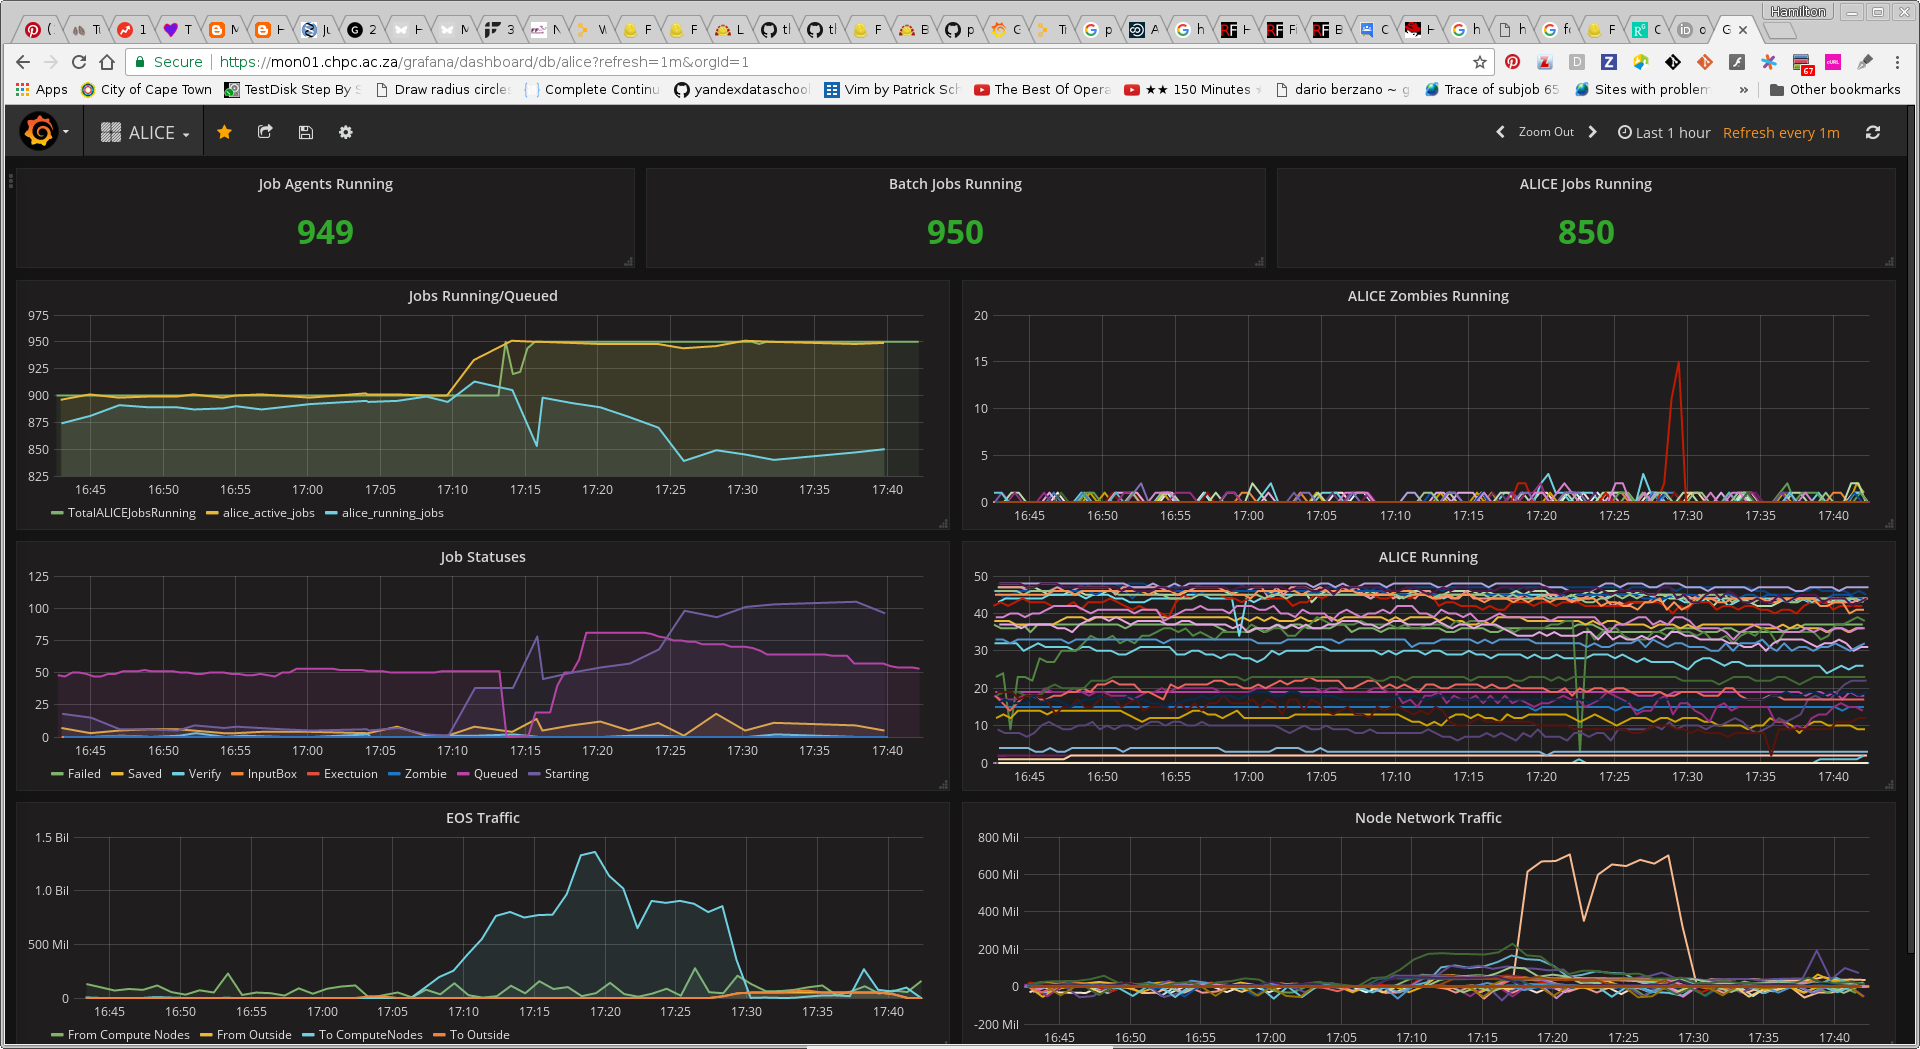 Hamilton
Secure https://mon01.chpc.ac.za/grafana/dashboard/db/alice?refresh=1m&orgId=1
67
Apps City of Cape Town TestDisk Step By S Draw radius circles Complete Continu yandexdataschool Vim by Patrick Sch The Best Of Opera ★★ 150 Minutes dario berzano ~ g Trace of subjob 65 Sites with problem » Other bookmarks
ALICE Zoom Out Last 1 hour Refresh every 1m
Job Agents Running
949
Batch Jobs Running
950
ALICE Jobs Running
850
Jobs Running/Queued
975
950
925
900
875
850
825
16:45 16:50 16:55 17:00 17:05 17:10 17:15 17:20 17:25 17:30 17:35 17:40
TotalALICEJobsRunning alice_active_jobs alice_running_jobs
ALICE Zombies Running
20
15
10
5
0
16:45 16:50 16:55 17:00 17:05 17:10 17:15 17:20 17:25 17:30 17:35 17:40
Job Statuses
125
100
75
50
25
0
16:45 16:50 16:55 17:00 17:05 17:10 17:15 17:20 17:25 17:30 17:35 17:40
Failed Saved Verify InputBox Exectuion Zombie Queued Starting
ALICE Running
50
40
30
20
10
0
16:45 16:50 16:55 17:00 17:05 17:10 17:15 17:20 17:25 17:30 17:35 17:40
EOS Traffic
1.5 Bil
1.0 Bil
500 Mil
0
16:45 16:50 16:55 17:00 17:05 17:10 17:15 17:20 17:25 17:30 17:35 17:40
From Compute Nodes From Outside To ComputeNodes To Outside
Node Network Traffic
800 Mil
600 Mil
400 Mil
200 Mil
0
-200 Mil
16:45 16:50 16:55 17:00 17:05 17:10 17:15 17:20 17:25 17:30 17:35 17:40